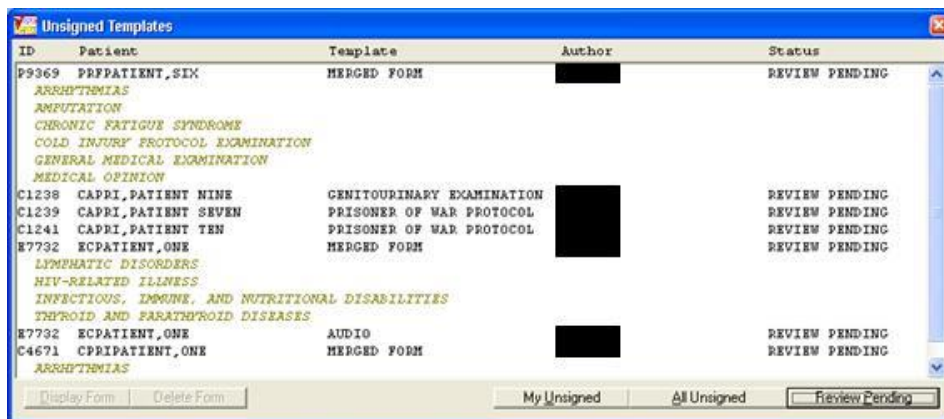 Unsigned Templates
ID Patient Template Author Status
P9369 PRFPATIENT,SIX MERGED FORM REVIEW PENDING
ARRHYTHMIAS
AMPUTATION
CHRONIC FATIGUE SYNDROME
COLD INJURY PROTOCOL EXAMINATION
GENERAL MEDICAL EXAMINATION
MEDICAL OPINION
C1238 CAPRI,PATIENT NINE GENITOURINARY EXAMINATION REVIEW PENDING
C1239 CAPRI,PATIENT SEVEN PRISONER OF WAR PROTOCOL REVIEW PENDING
C1241 CAPRI,PATIENT TEN PRISONER OF WAR PROTOCOL REVIEW PENDING
E7732 ECPATIENT,ONE MERGED FORM REVIEW PENDING
LYMPHATIC DISORDERS
HIV-RELATED ILLNESS
INFECTIOUS, IMMUNE, AND NUTRITIONAL DISABILITIES
THYROID AND PARATHYROID DISEASES
E7732 ECPATIENT,ONE AUDIO REVIEW PENDING
C4671 CPRIPATIENT,ONE MERGED FORM REVIEW PENDING
ARRHYTHMIAS
Display Form Delete Form My Unsigned All Unsigned Review Pending